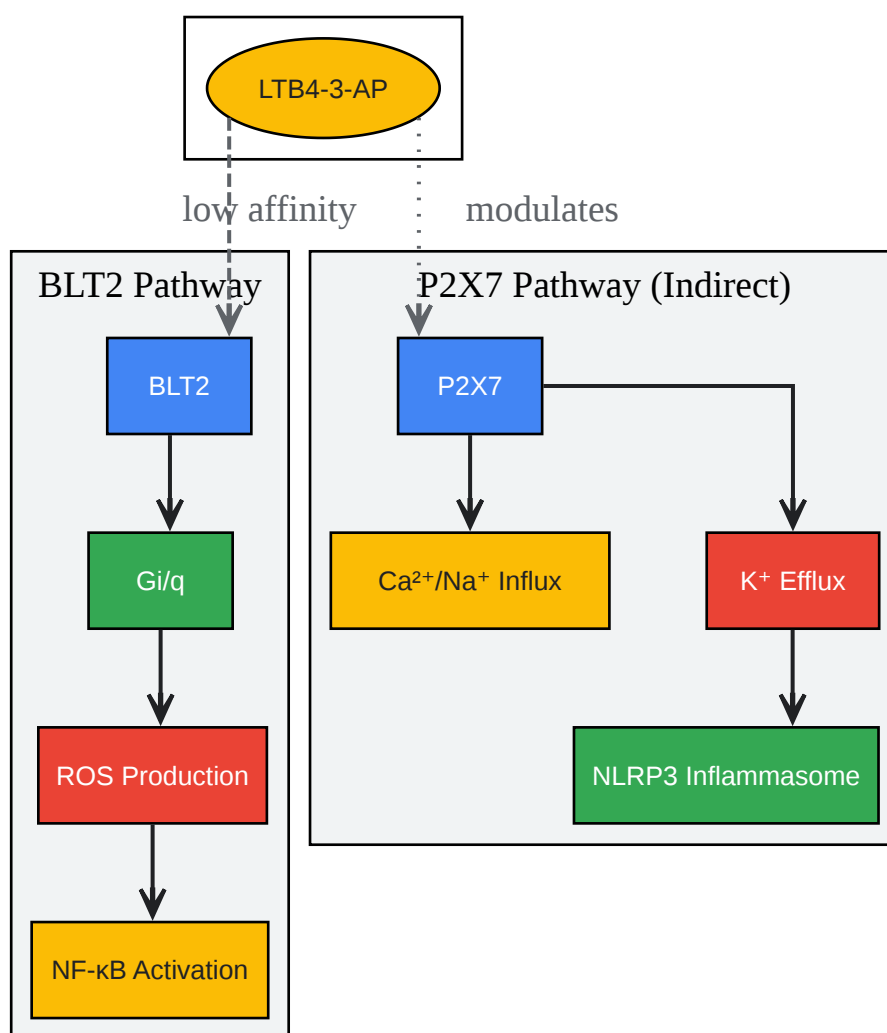 LTB4-3-AP
low affinity
modulates
BLT2 Pathway
P2X7 Pathway (Indirect)
BLT2
P2X7
Gi/q
Ca²⁺/Na⁺ Influx
K⁺ Efflux
ROS Production
NLRP3 Inflammasome
NF-κB Activation